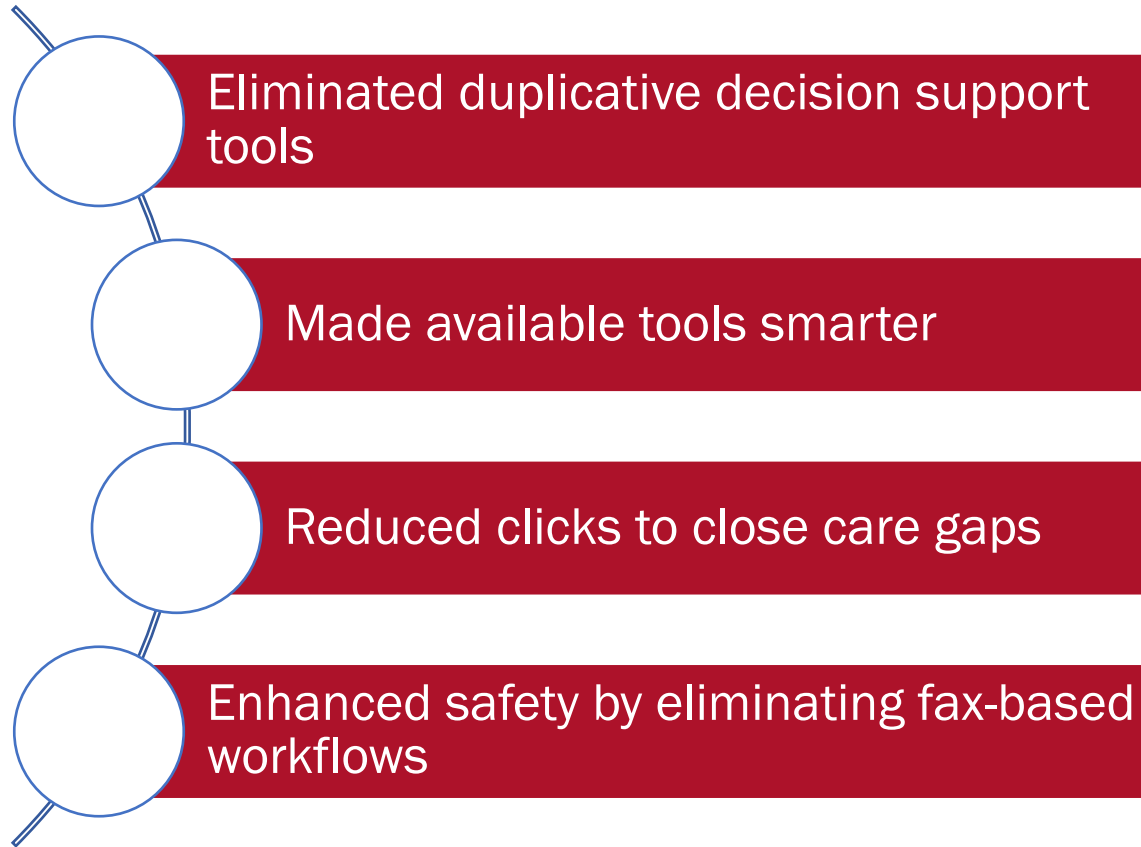 Eliminated duplicative decision support
tools
Made available tools smarter
Reduced clicks to close care gaps
Enhanced safety by eliminating fax-based
workflows